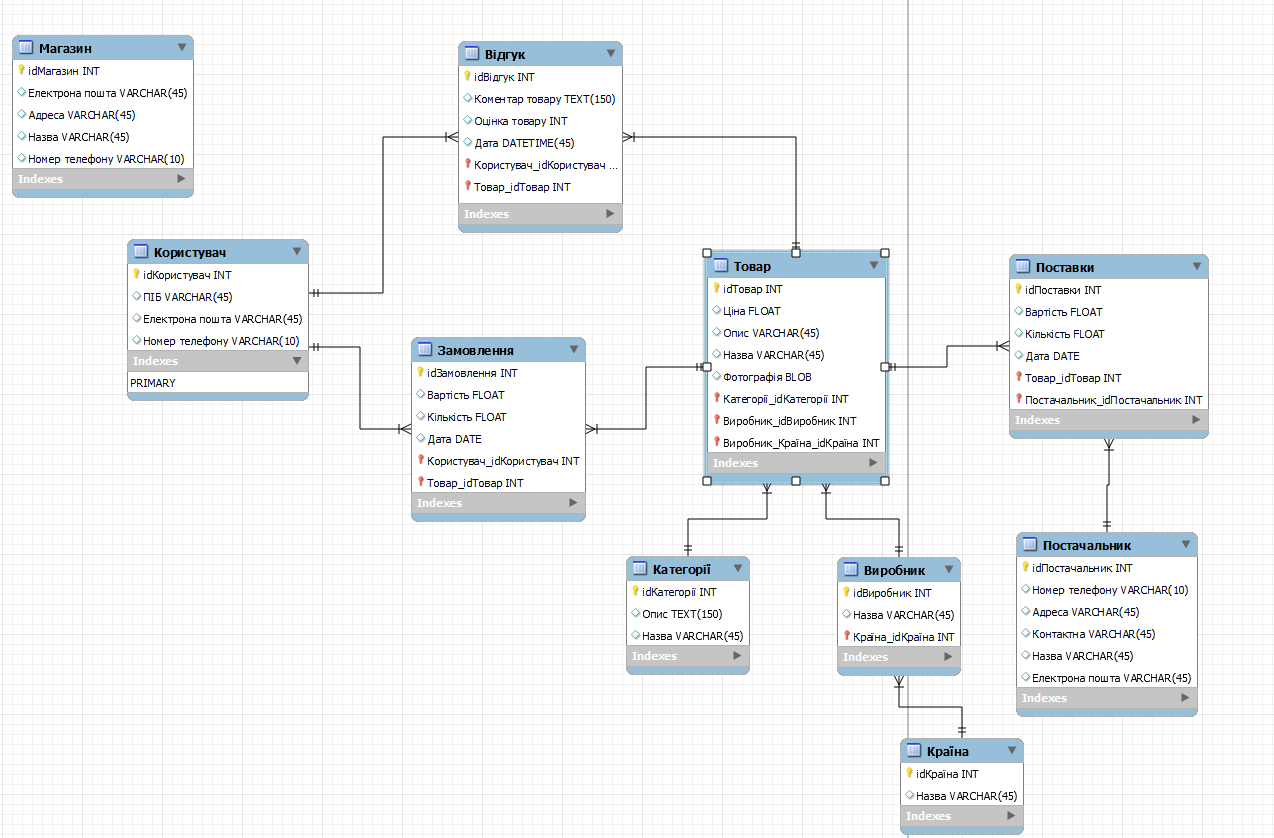 Магазин
idМагазин INT
Електрона пошта VARCHAR(45)
Адреса VARCHAR(45)
Назва VARCHAR(45)
Номер телефону VARCHAR(10)
Indexes
Відгук
idВідгук INT
Коментар товару TEXT(150)
Оцінка товару INT
Дата DATETIME(45)
Користувач_idКористувач ...
Товар_idТовар INT
Indexes
Користувач
idКористувач INT
ПІБ VARCHAR(45)
Електрона пошта VARCHAR(45)
Номер телефону VARCHAR(10)
Indexes
PRIMARY
Замовлення
idЗамовлення INT
Вартість FLOAT
Кількість FLOAT
Дата DATE
Користувач_idКористувач INT
Товар_idТовар INT
Indexes
Товар
idТовар INT
Ціна FLOAT
Опис VARCHAR(45)
Назва VARCHAR(45)
Фотографія BLOB
Категорії_idКатегорії INT
Виробник_idВиробник INT
Виробник_Країна_idКраїна INT
Indexes
Поставки
idПоставки INT
Вартість FLOAT
Кількість FLOAT
Дата DATE
Товар_idТовар INT
Постачальник_idПостачальник INT
Indexes
Категорії
idКатегорії INT
Опис TEXT(150)
Назва VARCHAR(45)
Indexes
Виробник
idВиробник INT
Назва VARCHAR(45)
Країна_idКраїна INT
Indexes
Постачальник
idПостачальник INT
Номер телефону VARCHAR(10)
Адреса VARCHAR(45)
Контактна VARCHAR(45)
Назва VARCHAR(45)
Електрона пошта VARCHAR(45)
Indexes
Країна
idКраїна INT
Назва VARCHAR(45)
Indexes